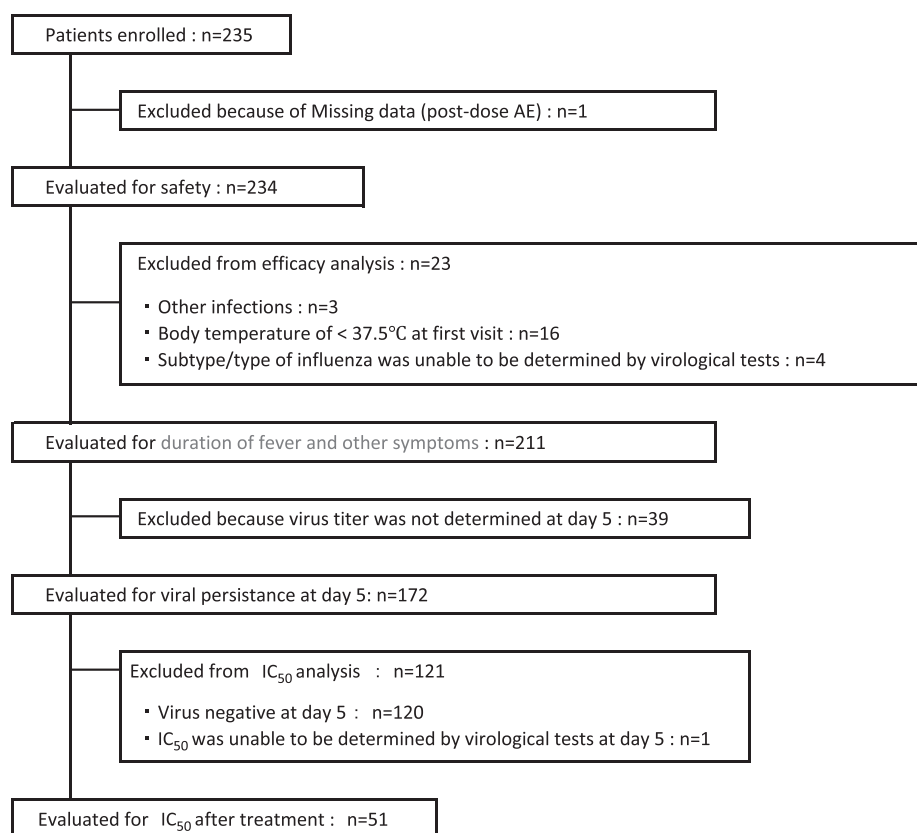 Patients enrolled : n=235
Excluded because of Missing data (post-dose AE) : n=1
Evaluated for safety : n=234
Excluded from efficacy analysis : n=23
・Other infections : n=3
・Body temperature of < 37.5℃ at first visit : n=16
・Subtype/type of influenza was unable to be determined by virological tests : n=4
Evaluated for duration of fever and other symptoms : n=211
Excluded because virus titer was not determined at day 5 : n=39
Evaluated for viral persistance at day 5: n=172
Excluded from IC50 analysis : n=121
・Virus negative at day 5 : n=120
・IC50 was unable to be determined by virological tests at day 5 : n=1
Evaluated for IC50 after treatment : n=51